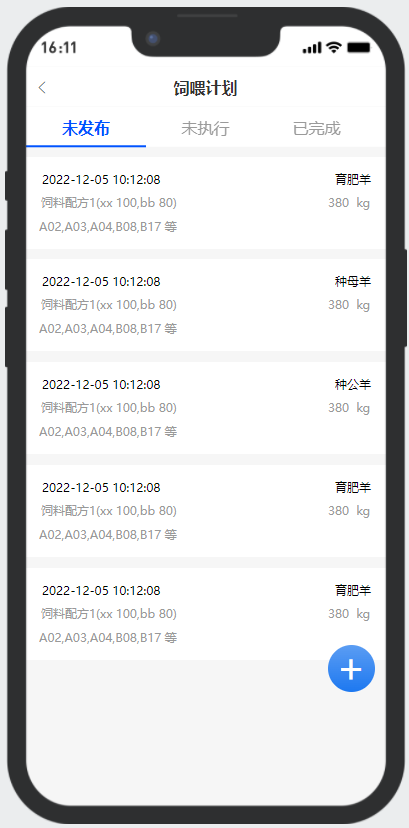 16:11
饲喂计划
未发布 未执行 已完成
2022-12-05 10:12:08 育肥羊
饲料配方1(xx 100,bb 80) 380 kg
A02,A03,A04,B08,B17 等
2022-12-05 10:12:08 种母羊
饲料配方1(xx 100,bb 80) 380 kg
A02,A03,A04,B08,B17 等
2022-12-05 10:12:08 种公羊
饲料配方1(xx 100,bb 80) 380 kg
A02,A03,A04,B08,B17 等
2022-12-05 10:12:08 育肥羊
饲料配方1(xx 100,bb 80) 380 kg
A02,A03,A04,B08,B17 等
2022-12-05 10:12:08 育肥羊
饲料配方1(xx 100,bb 80) 380 kg
A02,A03,A04,B08,B17 等